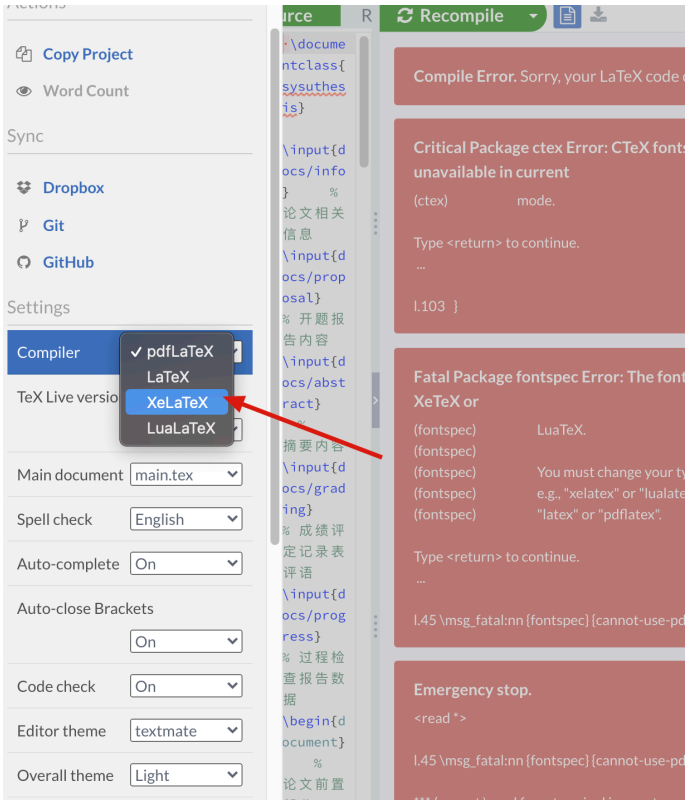 Copy Project
Word Count
Sync
Dropbox
Git
GitHub
Settings
Compiler
✓ pdfLaTeX
LaTeX
XeLaTeX
LuaLaTeX
TeX Live versio
Main document main.tex
Spell check English
Auto-complete On
Auto-close Brackets
On
Code check On
Editor theme textmate
Overall theme Light
urce
R
\docume
ntclass{
sysuthes
is}
\input{d
ocs/info
} %
论文相关
信息
\input{d
ocs/prop
osal}
% 开题报
告内容
\input{d
ocs/abst
ract}
%
摘要内容
\input{d
ocs/grad
ing}
% 成绩评
定记录表
评语
\input{d
ocs/prog
ress}
% 过程检
查报告数
据
\begin{d
ocument}
%
论文前置
Recompile
Compile Error. Sorry, your LaTeX code
Critical Package ctex Error: CTeX fonts
unavailable in current
(ctex) mode.
Type <return> to continue.
...
l.103 }
Fatal Package fontspec Error: The font
XeTeX or
(fontspec) LuaTeX.
(fontspec)
(fontspec) You must change your ty
(fontspec) e.g., "xelatex" or "lualate
(fontspec) "latex" or "pdflatex".
Type <return> to continue.
...
l.45 \msg_fatal:nn {fontspec} {cannot-use-pd
Emergency stop.
<read *>
l.45 \msg_fatal:nn {fontspec} {cannot-use-pd